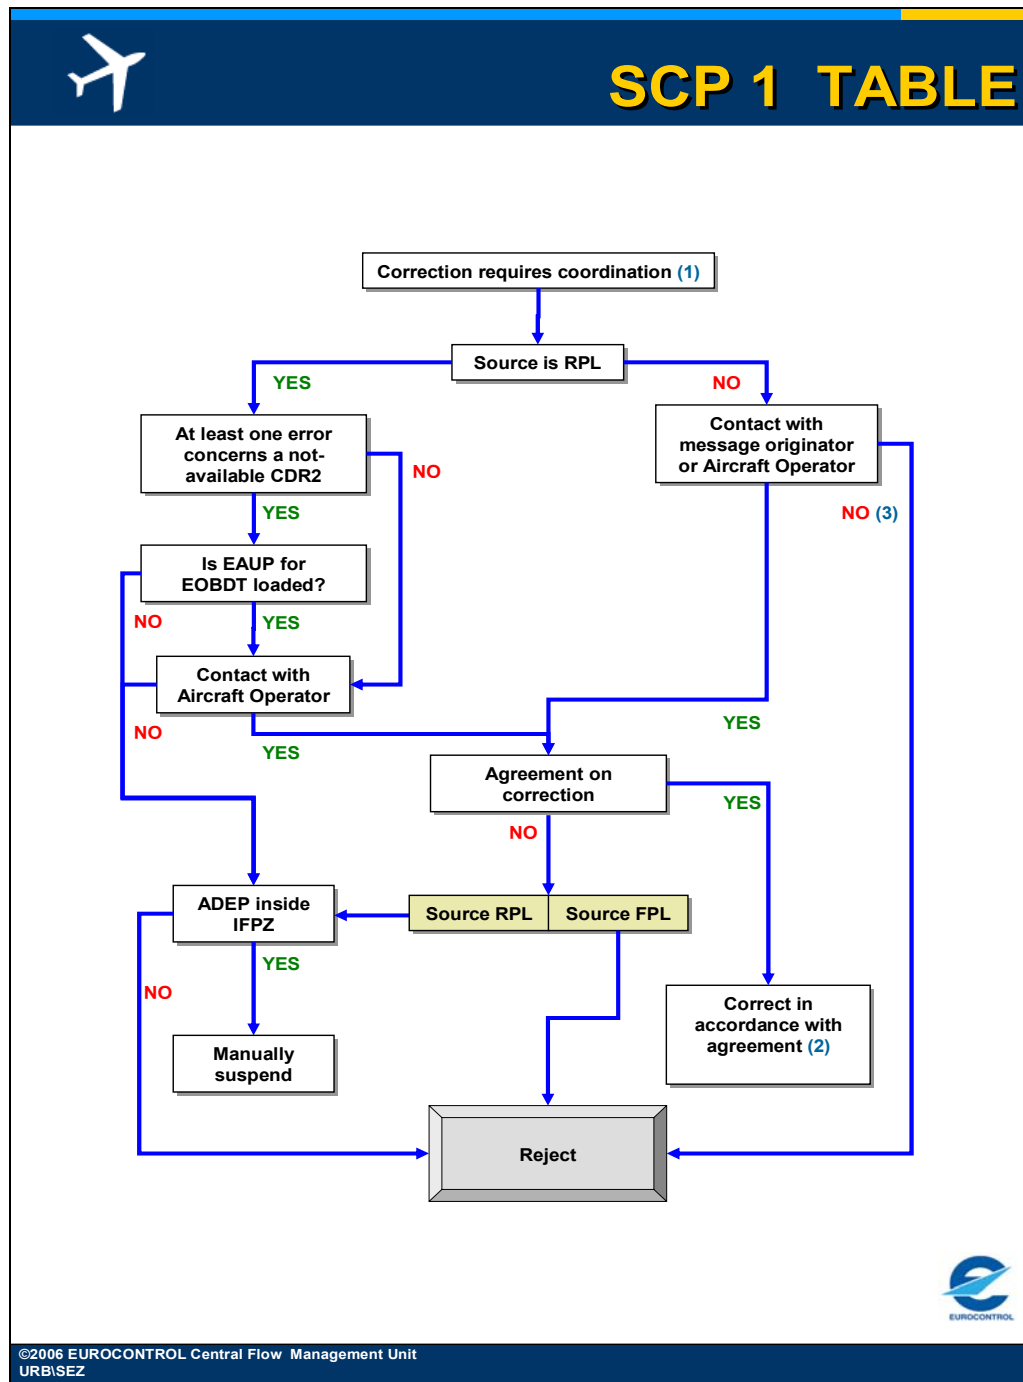 SCP 1 TABLE
Correction requires coordination (1)
Source is RPL
YES
NO
At least one error
concerns a not-
available CDR2
Contact with
message originator
or Aircraft Operator
NO
YES
NO (3)
Is EAUP for
EOBDT loaded?
NO
YES
Contact with
Aircraft Operator
NO
YES
YES
Agreement on
correction
YES
NO
ADEP inside
IFPZ
Source RPL
Source FPL
YES
NO
Correct in
accordance with
agreement (2)
Manually
suspend
Reject
EUROCONTROL
©2006 EUROCONTROL Central Flow Management Unit
URB\SEZ